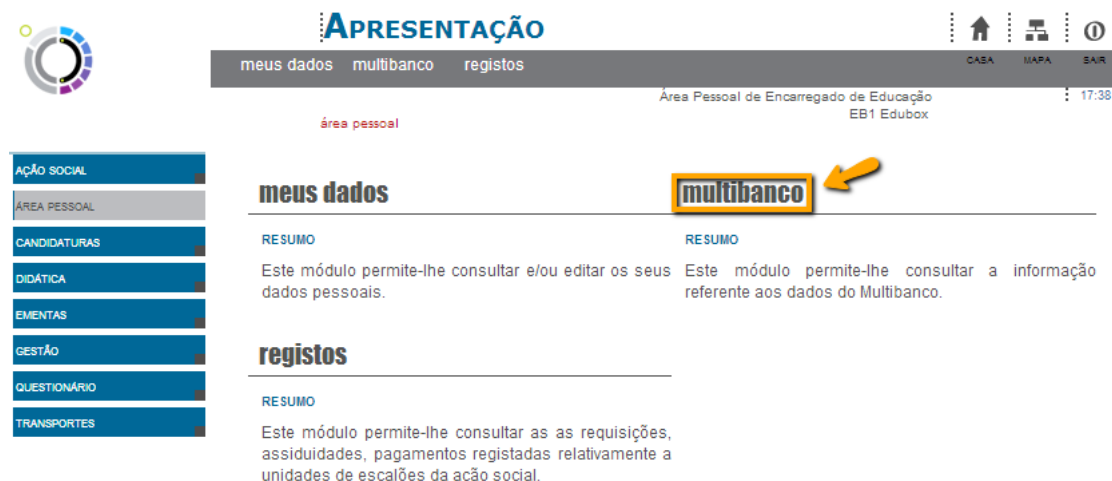 APRESENTAÇÃO
meus dados multibanco registos
CASA MAPA SAIR
Área Pessoal de Encarregado de Educação
17:38
EB1 Edubox
área pessoal
AÇÃO SOCIAL
ÁREA PESSOAL
CANDIDATURAS
DIDÁTICA
EMENTAS
GESTÃO
QUESTIONÁRIO
TRANSPORTES
meus dados
RESUMO
Este módulo permite-lhe consultar e/ou editar os seus
dados pessoais.
multibanco
RESUMO
Este módulo permite-lhe consultar a informação
referente aos dados do Multibanco.
registos
RESUMO
Este módulo permite-lhe consultar as as requisições,
assiduidades, pagamentos registadas relativamente a
unidades de escalões da ação social.